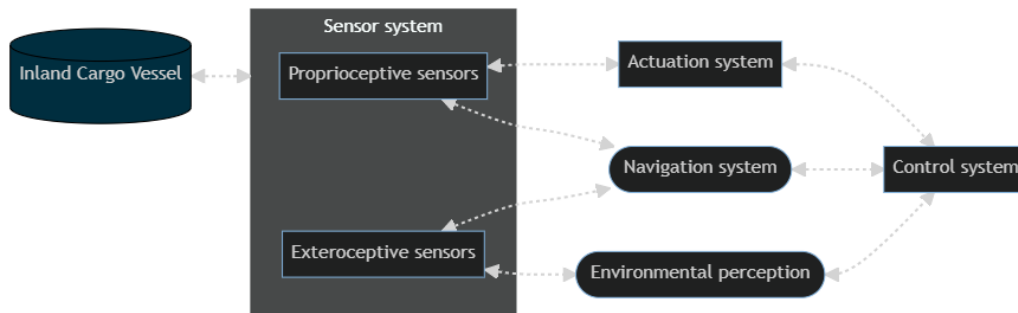 Sensor system
Inland Cargo Vessel
Proprioceptive sensors
Actuation system
Navigation system
Control system
Exteroceptive sensors
Environmental perception